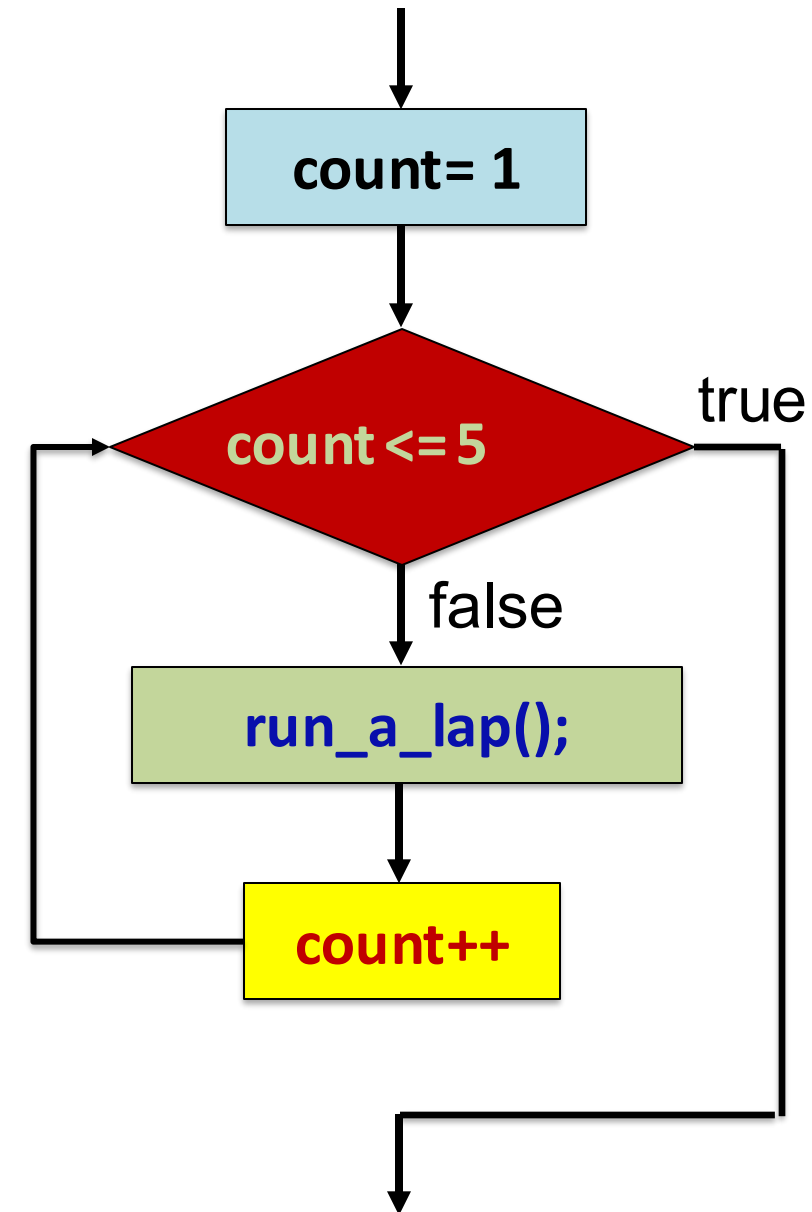 count= 1
true
count <= 5
false
run_a_lap();
count++